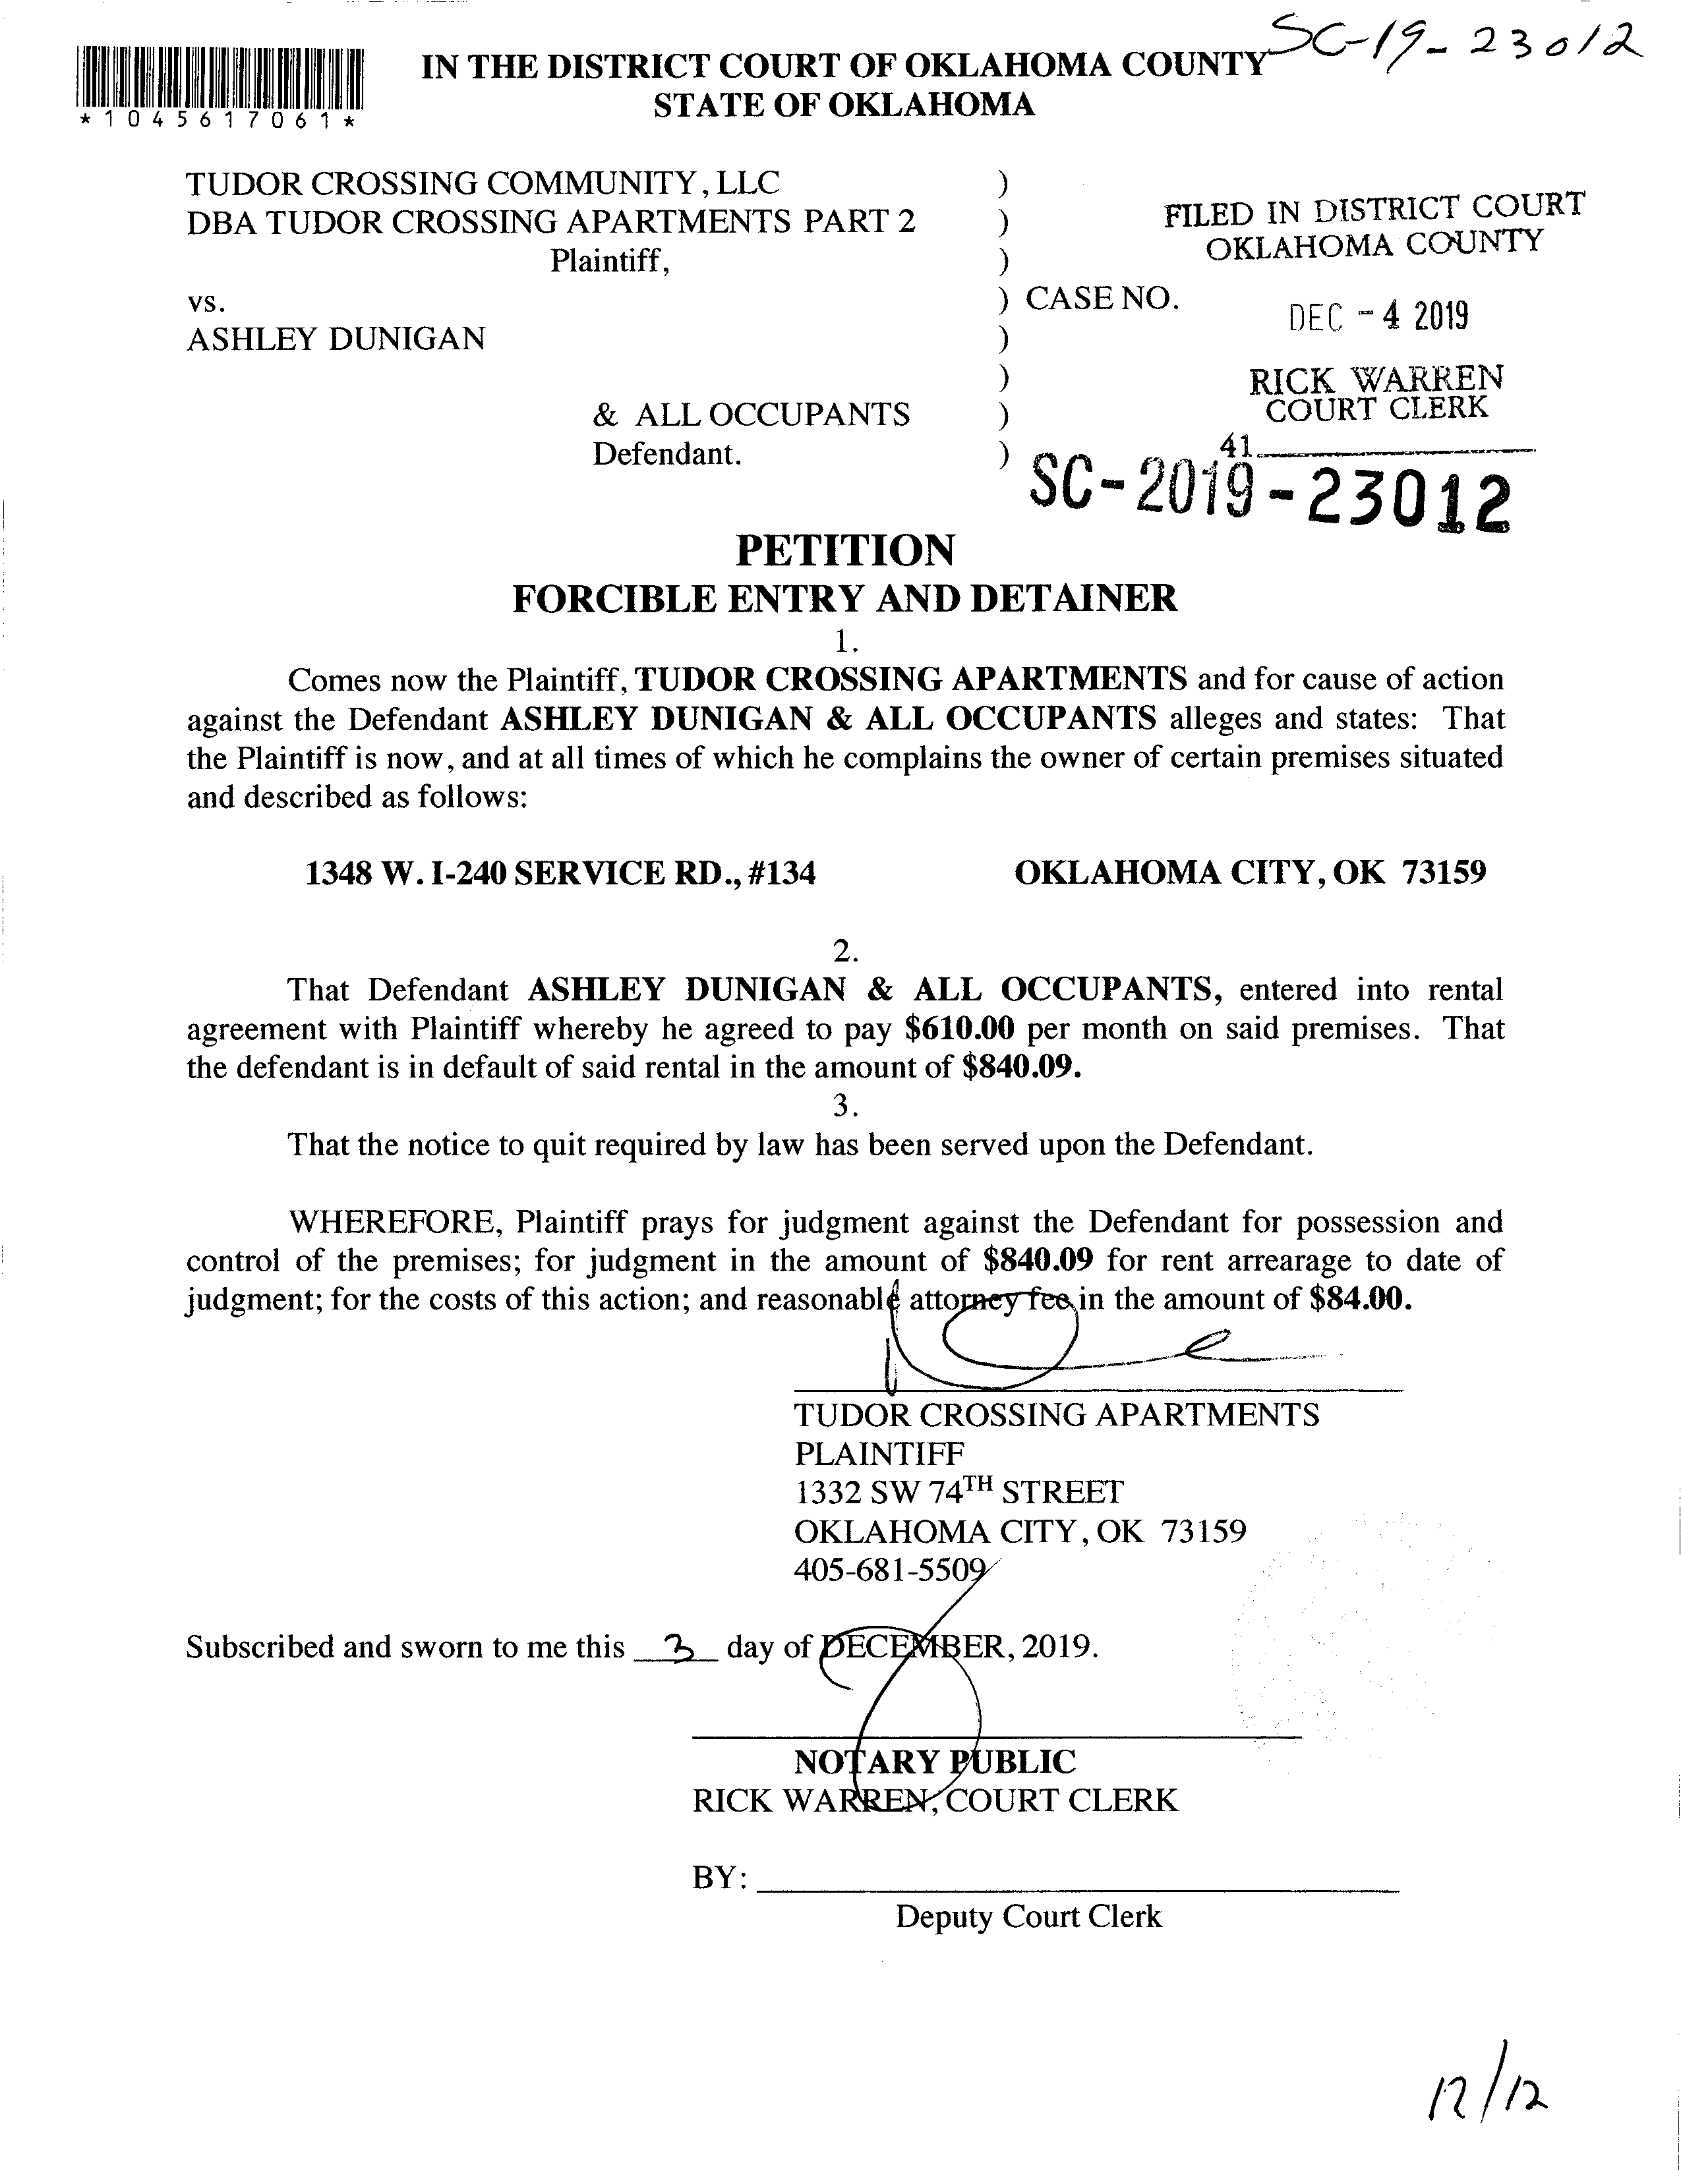 SC-19-23012
IN THE DISTRICT COURT OF OKLAHOMA COUNTY
STATE OF OKLAHOMA
*1045617061*
TUDOR CROSSING COMMUNITY, LLC )
DBA TUDOR CROSSING APARTMENTS PART 2 )
Plaintiff, )
vs. ) CASE NO.
ASHLEY DUNIGAN )
)
& ALL OCCUPANTS )
Defendant. )
FILED IN DISTRICT COURT
OKLAHOMA COUNTY
DEC - 4 2019
RICK WARREN
COURT CLERK
41
SC-2019-23012
PETITION
FORCIBLE ENTRY AND DETAINER
1.
Comes now the Plaintiff, TUDOR CROSSING APARTMENTS and for cause of action
against the Defendant ASHLEY DUNIGAN & ALL OCCUPANTS alleges and states: That
the Plaintiff is now, and at all times of which he complains the owner of certain premises situated
and described as follows:
1348 W. I-240 SERVICE RD., #134 OKLAHOMA CITY, OK 73159
2.
That Defendant ASHLEY DUNIGAN & ALL OCCUPANTS, entered into rental
agreement with Plaintiff whereby he agreed to pay $610.00 per month on said premises. That
the defendant is in default of said rental in the amount of $840.09.
3.
That the notice to quit required by law has been served upon the Defendant.
WHEREFORE, Plaintiff prays for judgment against the Defendant for possession and
control of the premises; for judgment in the amount of $840.09 for rent arrearage to date of
judgment; for the costs of this action; and reasonable attorney fee in the amount of $84.00.
TUDOR CROSSING APARTMENTS
PLAINTIFF
1332 SW 74TH STREET
OKLAHOMA CITY, OK 73159
405-681-5509
Subscribed and sworn to me this 3 day of DECEMBER, 2019.
NOTARY PUBLIC
RICK WARREN, COURT CLERK
BY:
Deputy Court Clerk
12/12